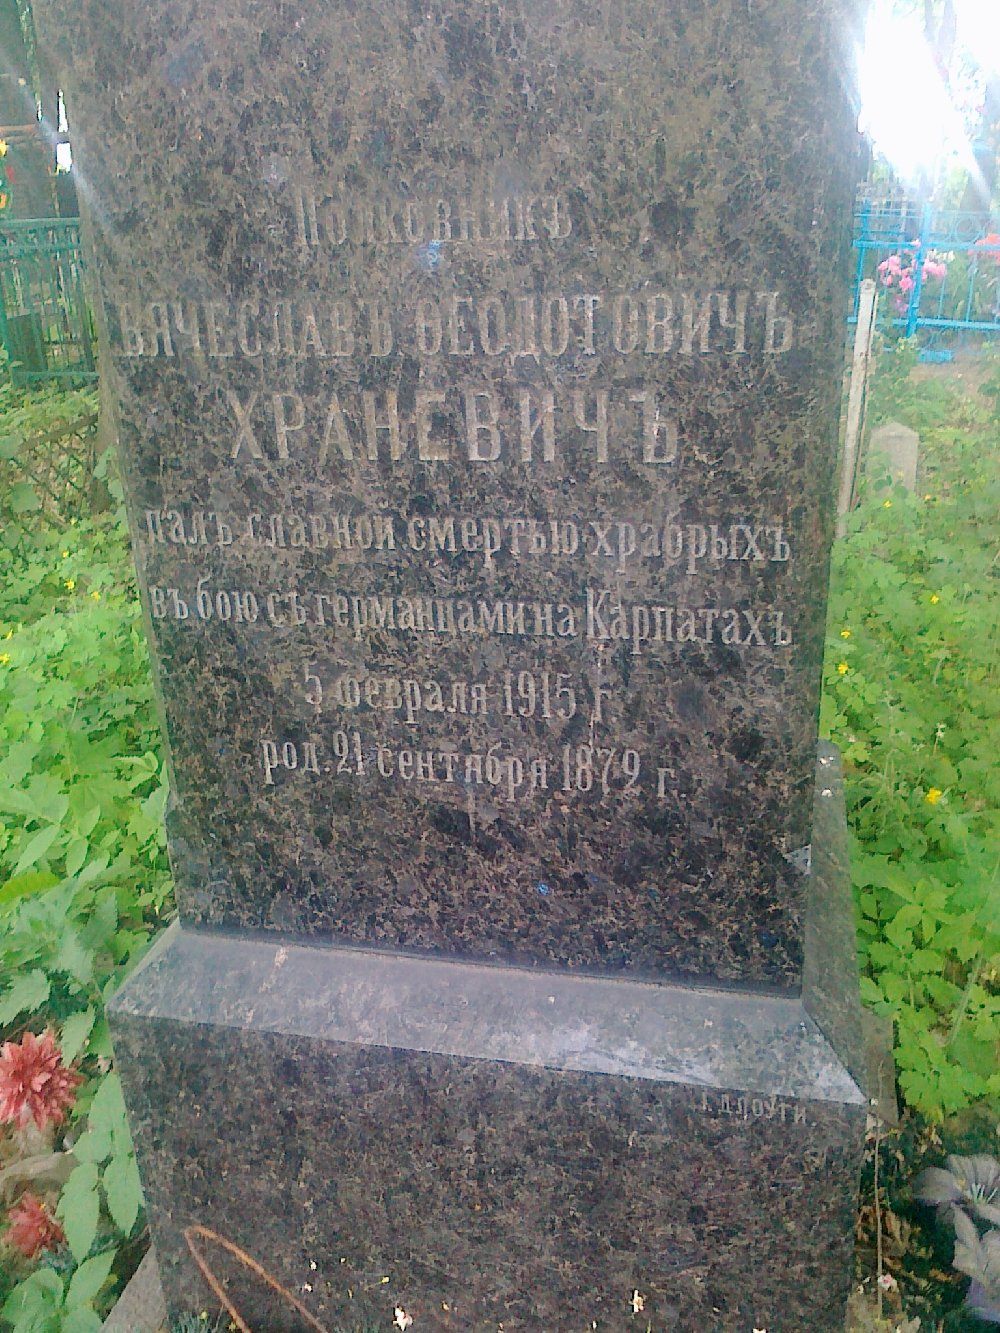 Полковникъ
Вячеславъ Ѳеодотовичъ
Храневичъ
палъ славной смертью храбрыхъ
въ бою съ германцами на Карпатахъ
5 февраля 1915 г.
род. 21 сентября 1879 г.
І. Длоуги